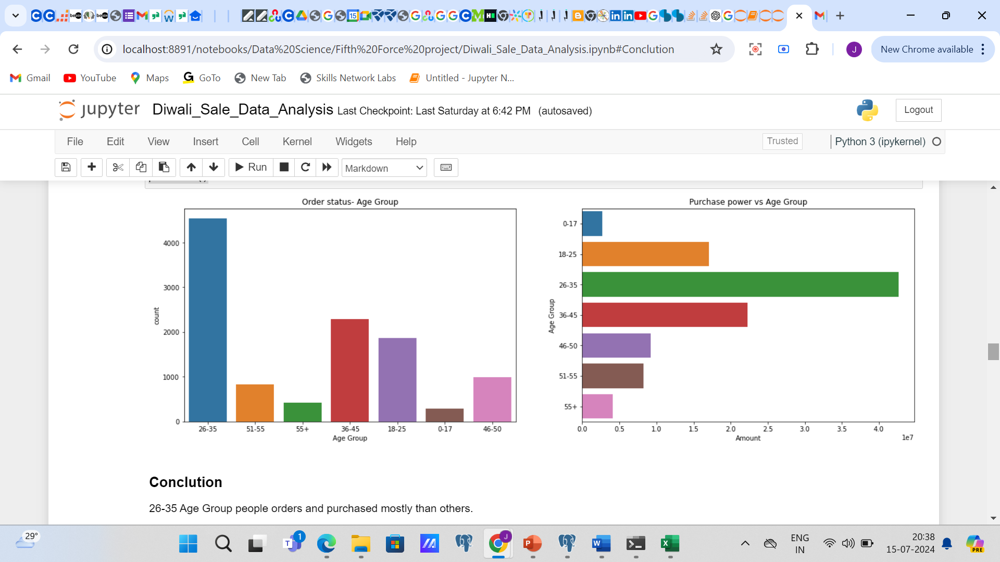 localhost:8891/notebooks/Data%20Science/Fifth%20Force%20project/Diwali_Sale_Data_Analysis.ipynb#Conclution
J
New Chrome available
Gmail YouTube Maps GoTo New Tab Skills Network Labs Untitled - Jupyter N...
jupyter Diwali_Sale_Data_Analysis Last Checkpoint: Last Saturday at 6:42 PM (autosaved)
Logout
File Edit View Insert Cell Kernel Widgets Help
Trusted
Python 3 (ipykernel)
Run
Markdown
Order status- Age Group
count
4000
3000
2000
1000
0
26-35 51-55 55+ 36-45 18-25 0-17 46-50
Age Group
Purchase power vs Age Group
Age Group
0-17
18-25
26-35
36-45
46-50
51-55
55+
0.0 0.5 1.0 1.5 2.0 2.5 3.0 3.5 4.0
Amount
1e7
Conclution
26-35 Age Group people orders and purchased mostly than others.
29°
1
ENG
IN
20:38
15-07-2024
PRE